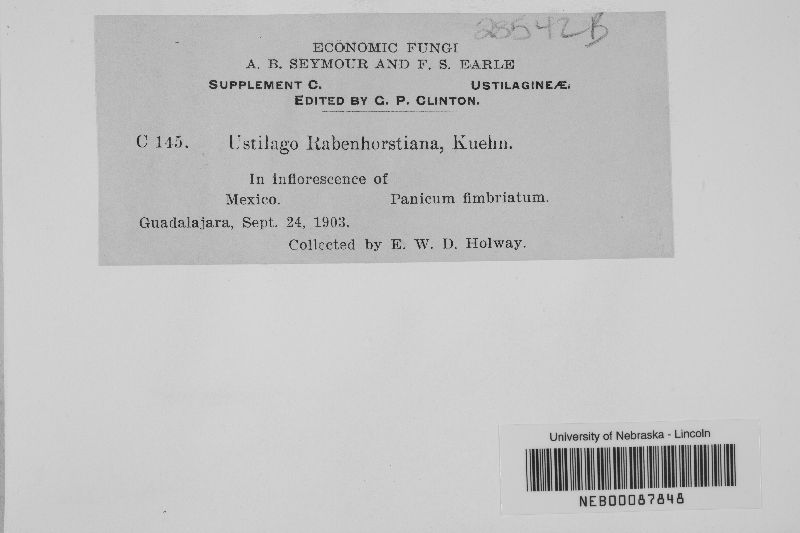 28542B
ECONOMIC FUNGI
A. B. SEYMOUR AND F. S. EARLE
SUPPLEMENT C. USTILAGINEÆ.
EDITED BY G. P. CLINTON.
C 145. Ustilago Rabenhorstiana, Kuehn.
In inflorescence of
Mexico. Panicum fimbriatum.
Guadalajara, Sept. 24, 1903.
Collected by E. W. D. Holway.
University of Nebraska - Lincoln
NEB00087848